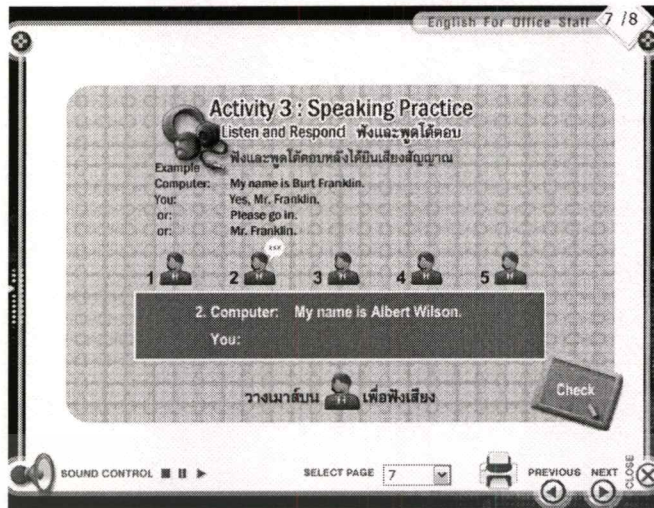 English For Office Staff 7 /8
Activity 3 : Speaking Practice
Listen and Respond ฟังและพูดโต้ตอบ
ฟังและพูดโต้ตอบหลังได้ยินเสียงสัญญาณ
Example
Computer: My name is Burt Franklin.
You: Yes, Mr. Franklin.
or: Please go in.
or: Mr. Franklin.
1 2 3 4 5
2. Computer: My name is Albert Wilson.
You:
วางเมาส์บน เพื่อฟังเสียง
Check
SOUND CONTROL SELECT PAGE 7 PREVIOUS NEXT CLOSE